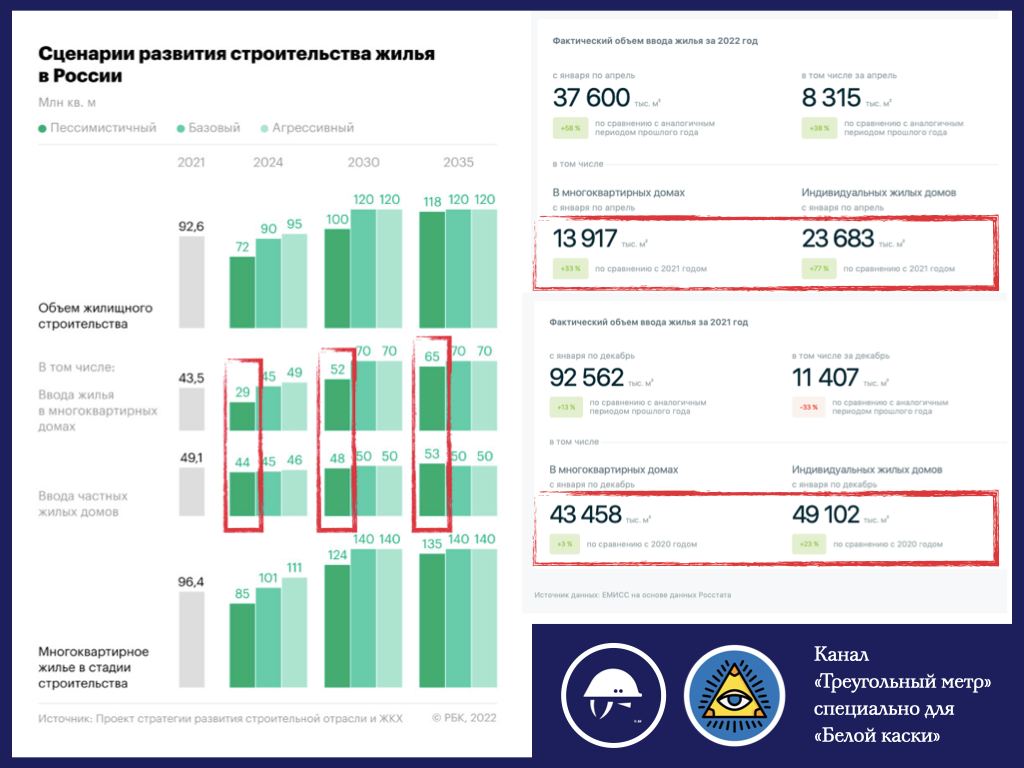 Сценарии развития строительства жилья
в России
Млн кв. м
Пессимистичный Базовый Агрессивный
2021 2024 2030 2035
92,6 72 90 95 100 120 120 118 120 120
Объем жилищного
строительства
В том числе:
43,5 29 45 49 52 70 70 65 70 70
Ввода жилья
в многоквартирных
домах
49,1 44 45 46 48 50 50 53 50 50
Ввода частных
жилых домов
96,4 85 101 111 124 140 140 135 140 140
Многоквартирное
жилье в стадии
строительства
Источник: Проект стратегии развития строительной отрасли и ЖКХ © РБК, 2022
Фактический объем ввода жилья за 2022 год
с января по апрель в том числе за апрель
37 600 тыс. м² 8 315 тыс. м²
+58 % по сравнению с аналогичным +38 % по сравнению с аналогичным
периодом прошлого года периодом прошлого года
в том числе
В многоквартирных домах Индивидуальных жилых домов
с января по апрель с января по апрель
13 917 тыс. м² 23 683 тыс. м²
+33 % по сравнению с 2021 годом +77 % по сравнению с 2021 годом
Фактический объем ввода жилья за 2021 год
с января по декабрь в том числе за декабрь
92 562 тыс. м² 11 407 тыс. м²
+13 % по сравнению с аналогичным -33 % по сравнению с аналогичным
периодом прошлого года периодом прошлого года
в том числе
В многоквартирных домах Индивидуальных жилых домов
с января по декабрь с января по декабрь
43 458 тыс. м² 49 102 тыс. м²
+3 % по сравнению с 2020 годом +23 % по сравнению с 2020 годом
Источник данных: ЕМИСС на основе данных Росстата
Канал
«Треугольный метр»
специально для
«Белой каски»